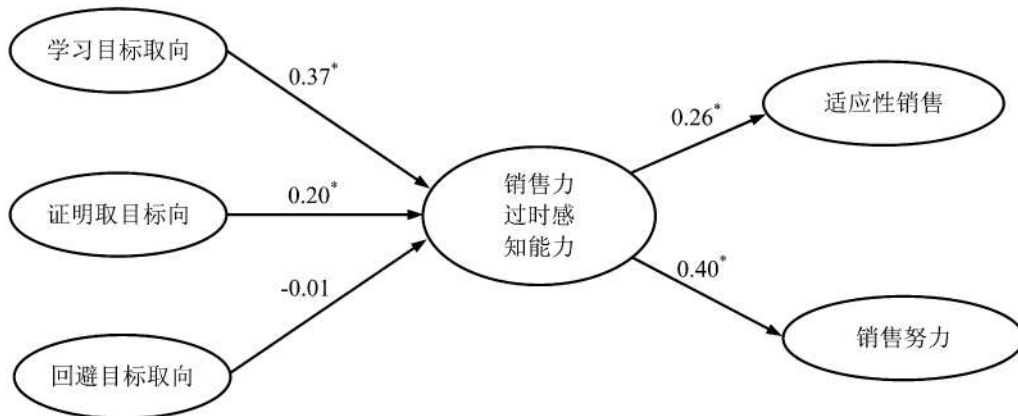 学习目标取向
0.37*
适应性销售
0.26*
证明取目标向
0.20*
销售力
过时感
知能力
-0.01
0.40*
回避目标取向
销售努力